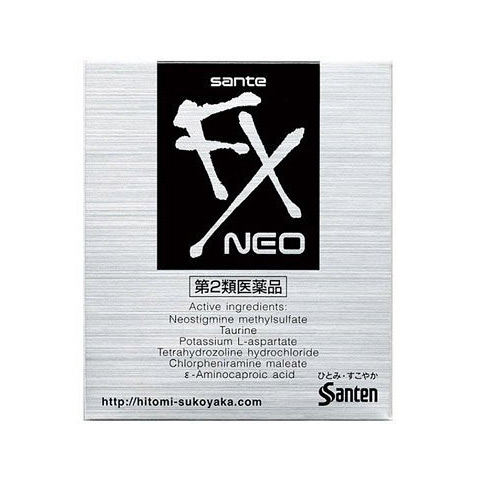 sante
FX
NEO
第2類医薬品
Active ingredients:
Neostigmine methylsulfate
Taurine
Potassium L-aspartate
Tetrahydrozoline hydrochloride
Chlorpheniramine maleate
ε-Aminocaproic acid
ひとみ・すこやか
Santen
http://hitomi-sukoyaka.com